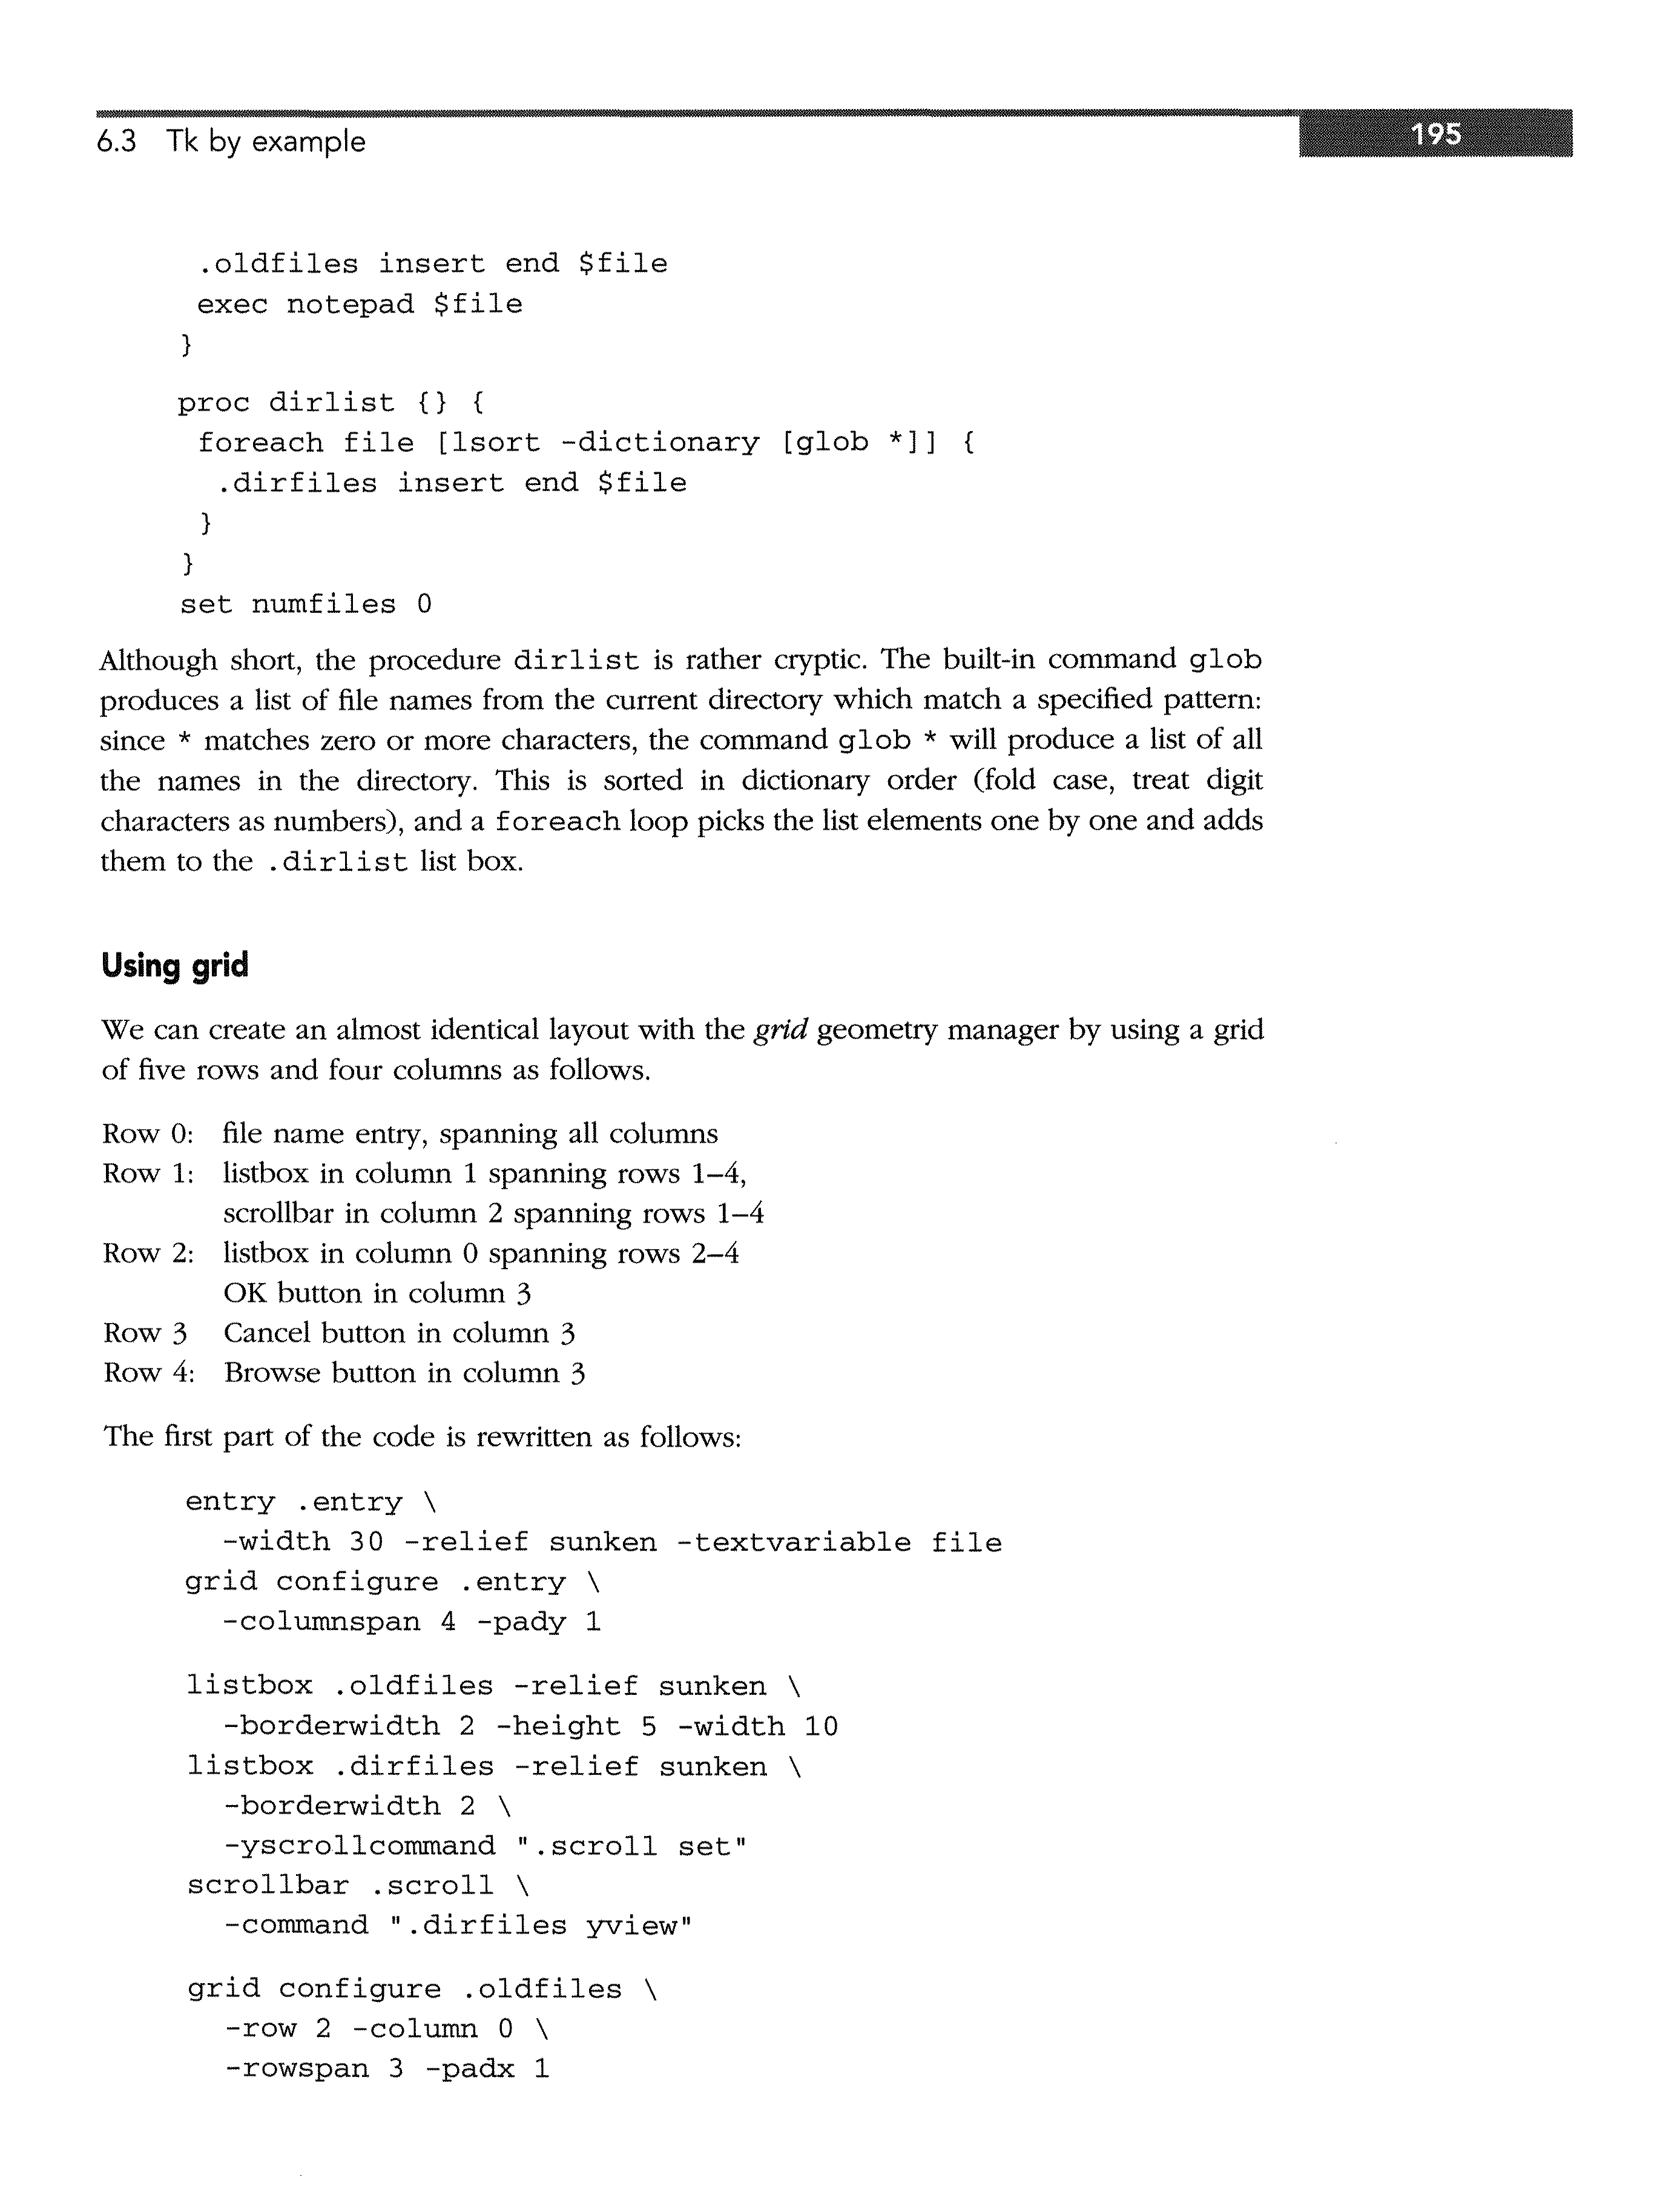 6.3 Tk by example
195
.oldfiles insert end $file
exec notepad $file
}
proc dirlist {} {
foreach file [lsort -dictionary [glob *]] {
.dirfiles insert end $file
}
}
set numfiles 0
Although short, the procedure dirlist is rather cryptic. The built-in command glob
produces a list of file names from the current directory which match a specified pattern:
since * matches zero or more characters, the command glob * will produce a list of all
the names in the directory. This is sorted in dictionary order (fold case, treat digit
characters as numbers), and a foreach loop picks the list elements one by one and adds
them to the .dirlist list box.
Using grid
We can create an almost identical layout with the grid geometry manager by using a grid
of five rows and four columns as follows.
Row 0: file name entry, spanning all columns
Row 1: listbox in column 1 spanning rows 1–4,
scrollbar in column 2 spanning rows 1–4
Row 2: listbox in column 0 spanning rows 2–4
OK button in column 3
Row 3 Cancel button in column 3
Row 4: Browse button in column 3
The first part of the code is rewritten as follows:
entry .entry \
-width 30 -relief sunken -textvariable file
grid configure .entry \
-columnspan 4 -pady 1
listbox .oldfiles -relief sunken \
-borderwidth 2 -height 5 -width 10
listbox .dirfiles -relief sunken \
-borderwidth 2 \
-yscrollcommand ".scroll set"
scrollbar .scroll \
-command ".dirfiles yview"
grid configure .oldfiles \
-row 2 -column 0 \
-rowspan 3 -padx 1